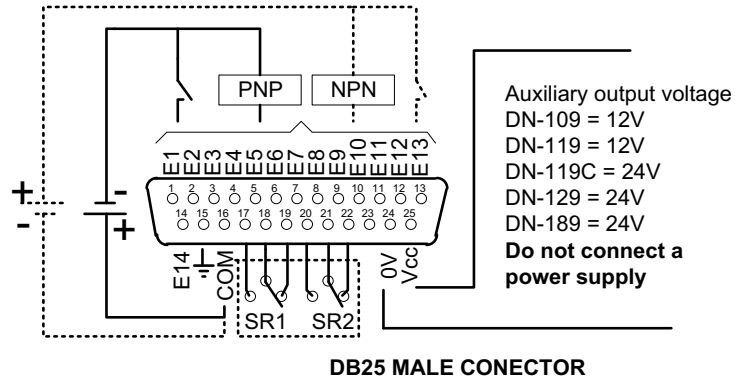 PNP NPN
E1 E2 E3 E4 E5 E6 E7 E8 E9 E10 E11 E12 E13
1 2 3 4 5 6 7 8 9 10 11 12 13
14 15 16 17 18 19 20 21 22 23 24 25
+ -
- +
E14 COM 0V Vcc
SR1 SR2
Auxiliary output voltage
DN-109 = 12V
DN-119 = 12V
DN-119C = 24V
DN-129 = 24V
DN-189 = 24V
Do not connect a
power supply
DB25 MALE CONECTOR